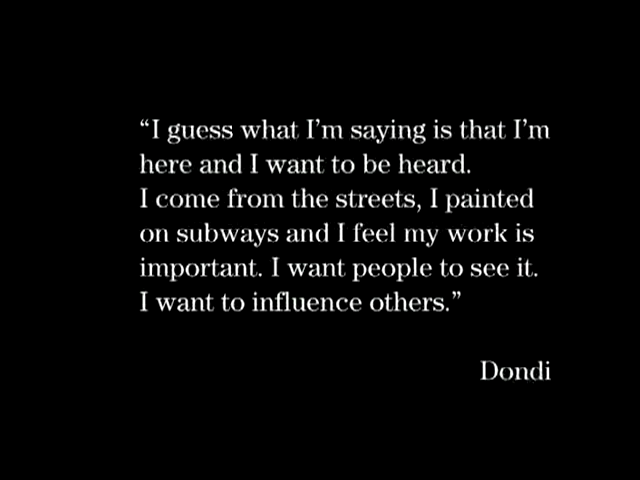 “I guess what I’m saying is that I’m
here and I want to be heard.
I come from the streets, I painted
on subways and I feel my work is
important. I want people to see it.
I want to influence others.”
Dondi